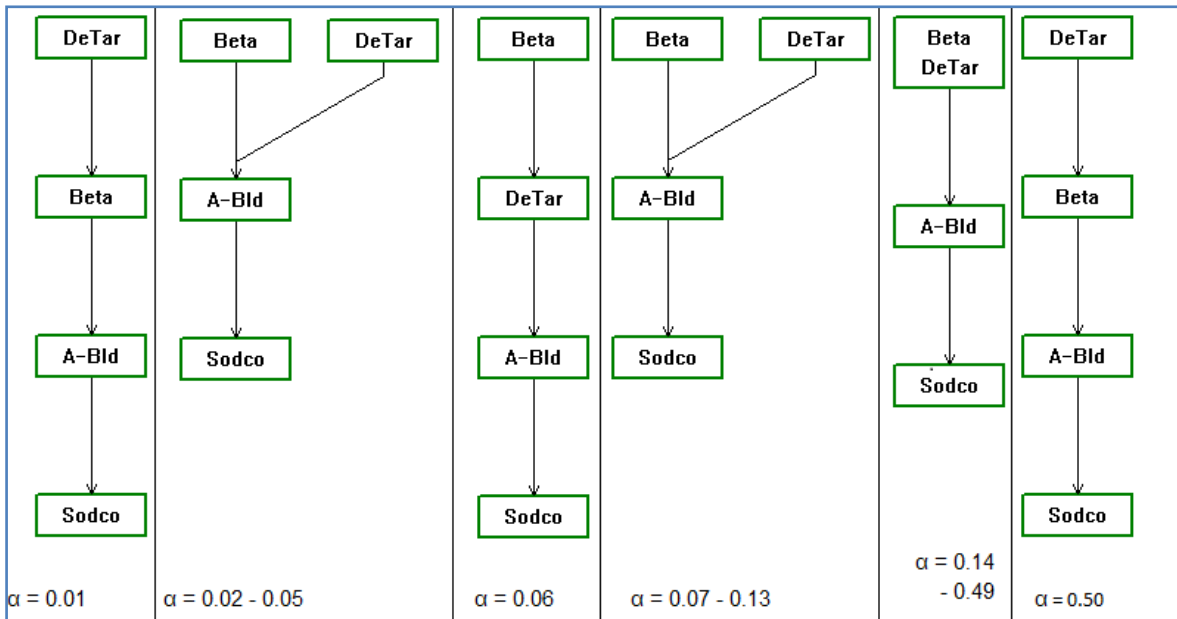 DeTar
Beta
A-Bld
Sodco
α = 0.01
Beta
DeTar
A-Bld
Sodco
α = 0.02 - 0.05
Beta
DeTar
A-Bld
Sodco
α = 0.06
Beta
DeTar
A-Bld
Sodco
α = 0.07 - 0.13
Beta
DeTar
A-Bld
Sodco
α = 0.14
- 0.49
DeTar
Beta
A-Bld
Sodco
α = 0.50